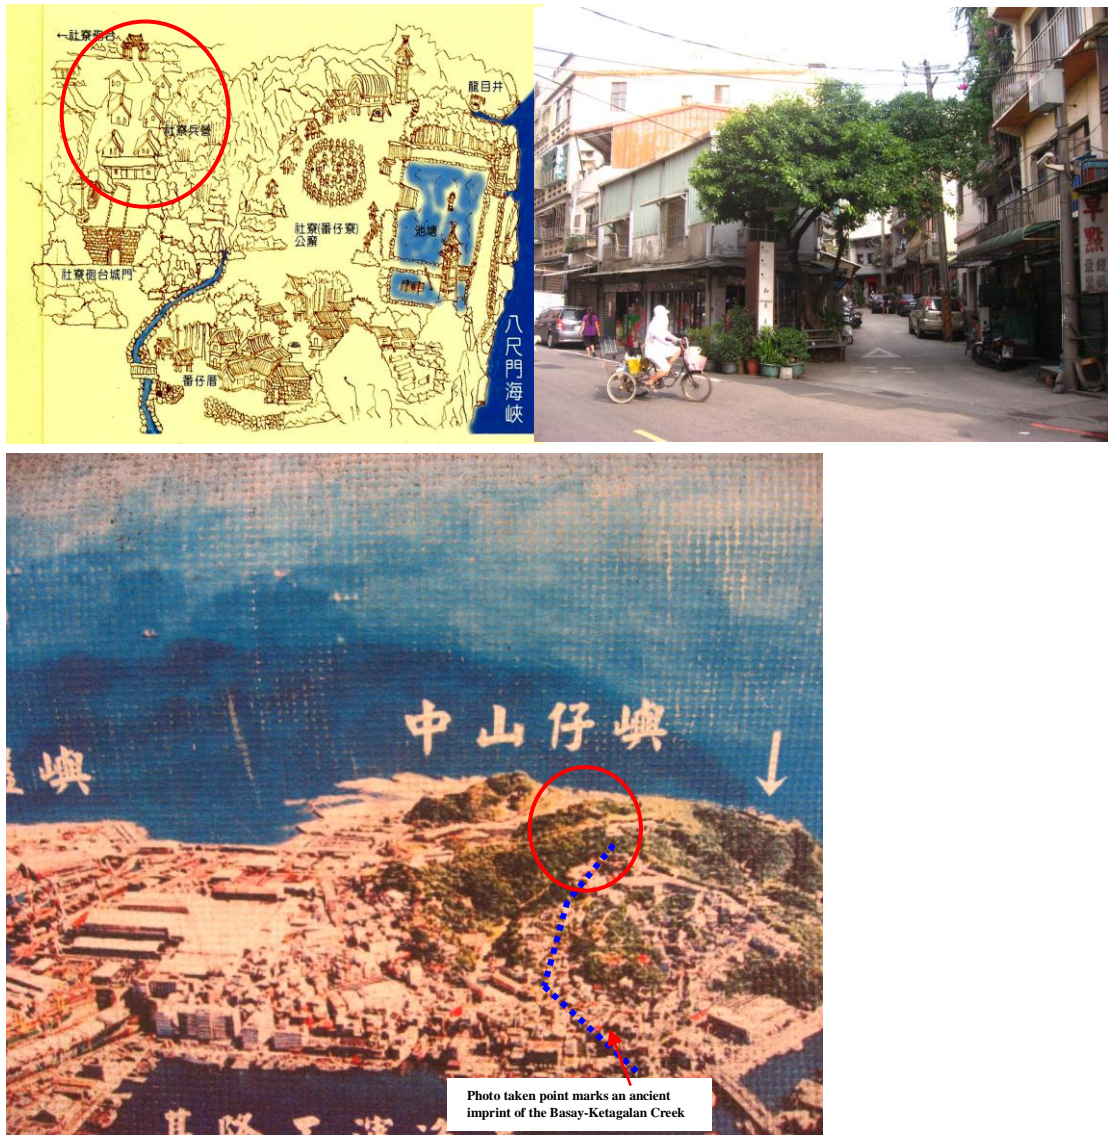 ←社寮砲台
龍目井
社寮兵營
社寮(番仔寮)
公廨
池塘
社寮砲台城門
八尺門海峽
番仔厝
早點
中山仔嶼
嶼
Photo taken point marks an ancient
imprint of the Basay-Ketagalan Creek